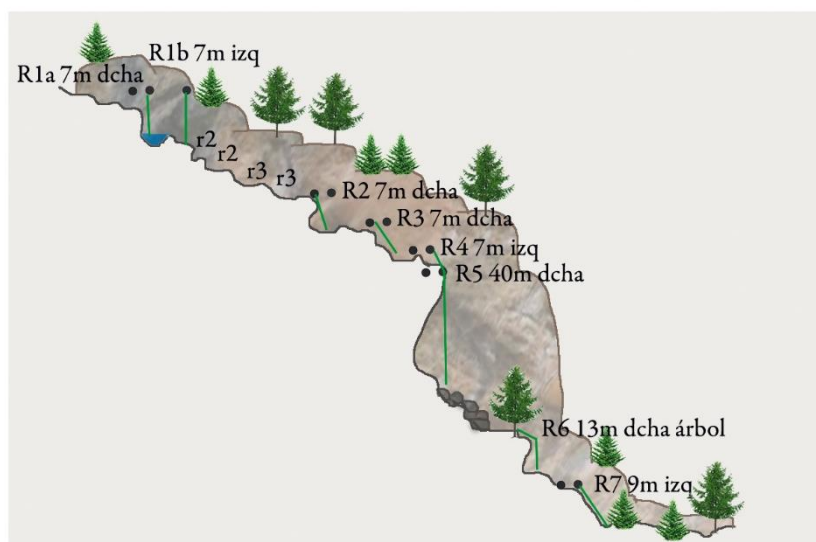 R1b 7m izq
R1a 7m dcha
r2
r2
r3
r3
R2 7m dcha
R3 7m dcha
R4 7m izq
R5 40m dcha
R6 13m dcha árbol
R7 9m izq